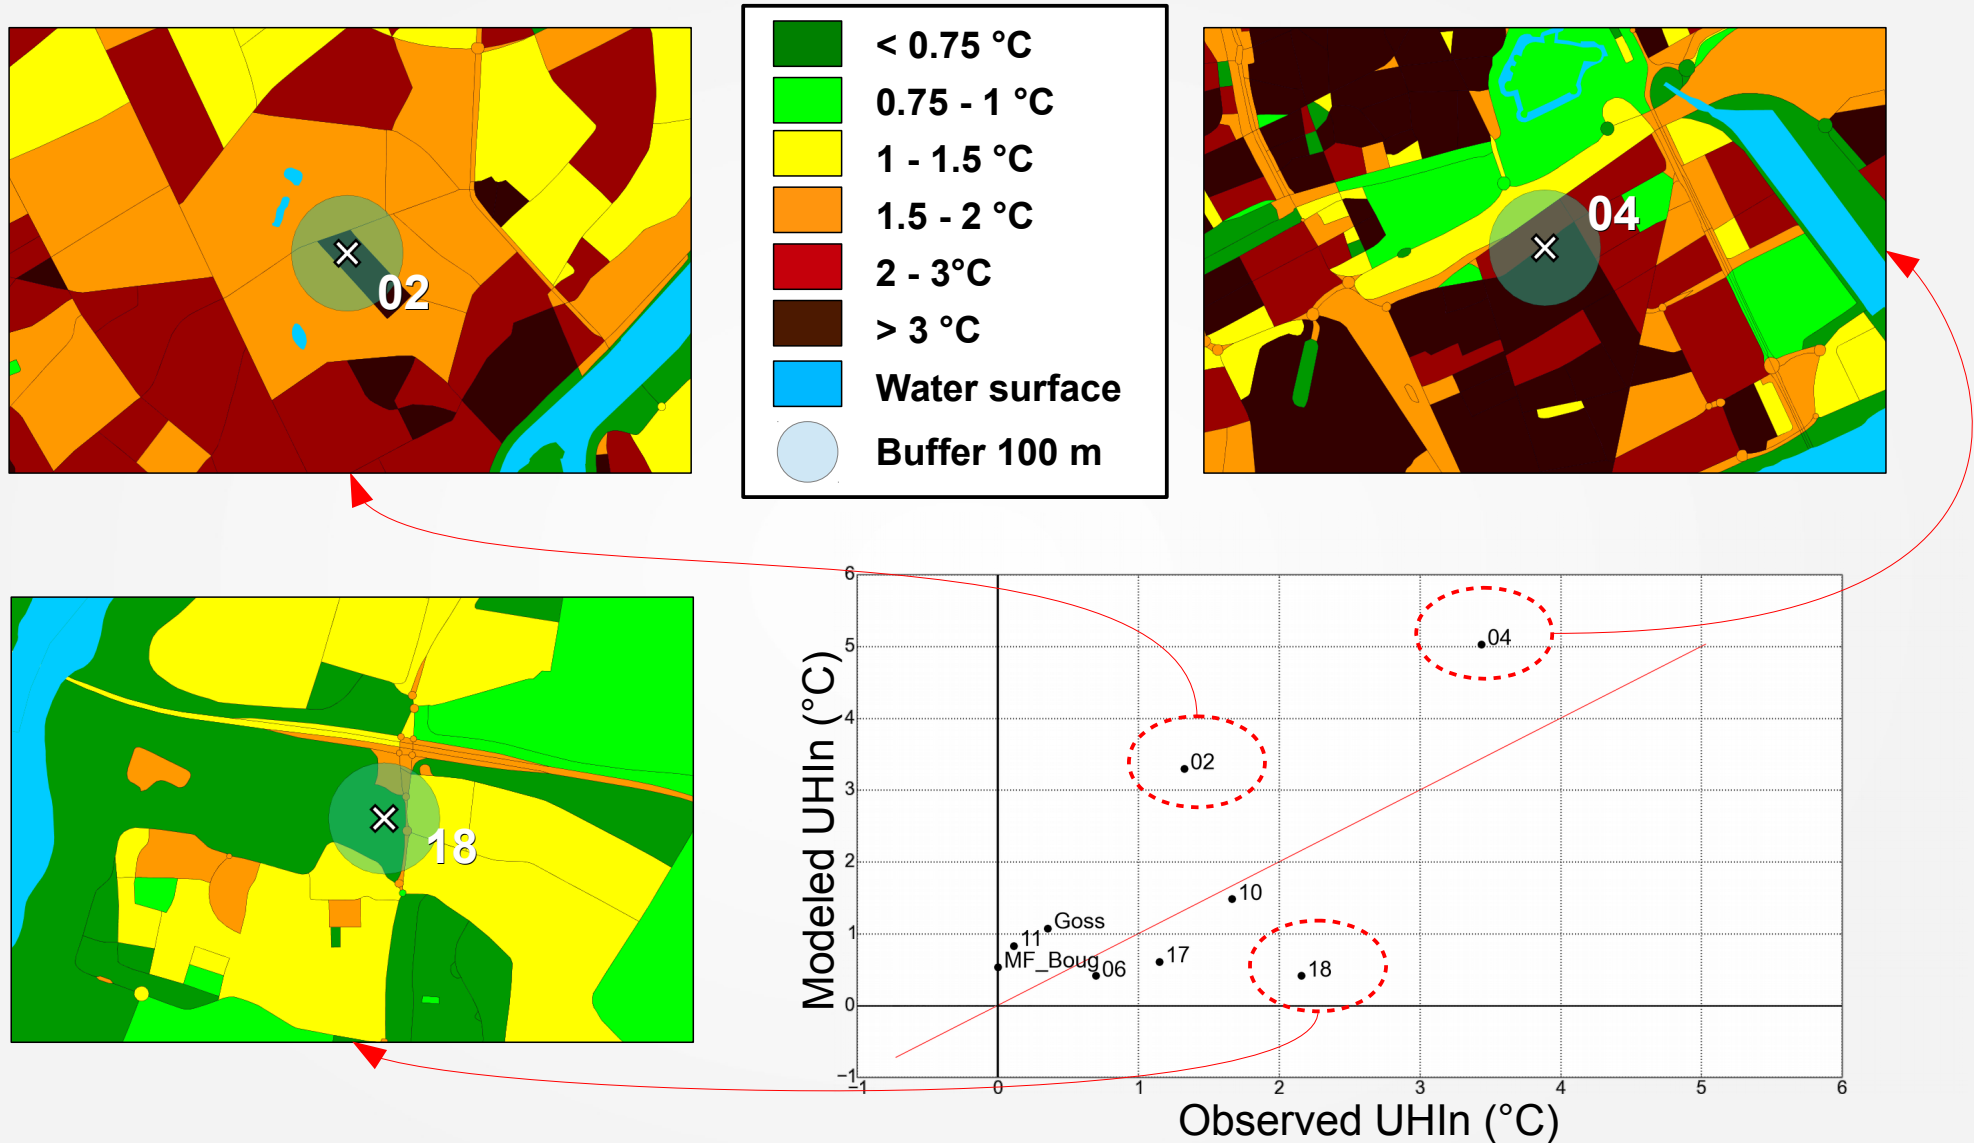 < 0.75 °C
0.75 - 1 °C
1 - 1.5 °C
1.5 - 2 °C
2 - 3°C
> 3 °C
Water surface
Buffer 100 m
02
04
18
Modeled UHIn (°C)
6
5
4
3
2
1
0
−1
04
02
10
Goss
11
MF_Boug
06
17
18
−1 0 1 2 3 4 5 6
Observed UHIn (°C)